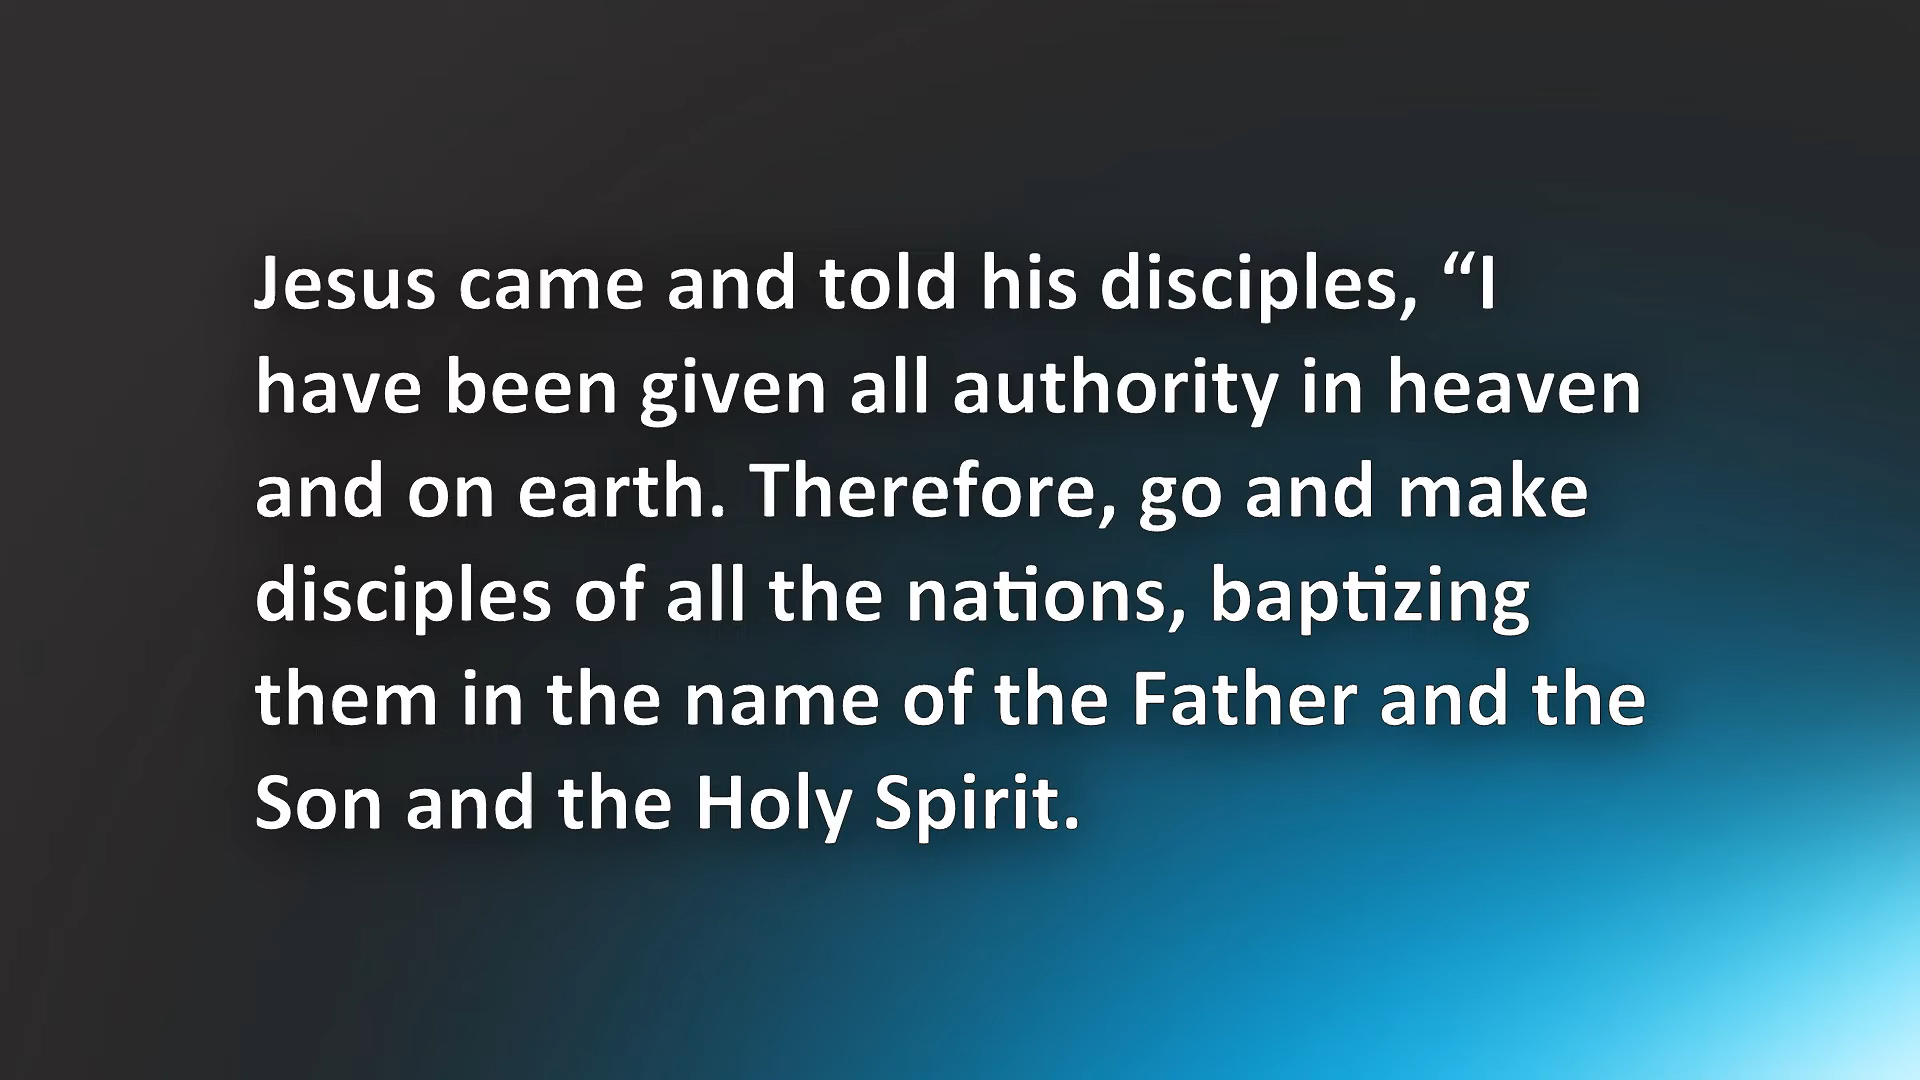 Jesus came and told his disciples, “I
have been given all authority in heaven
and on earth. Therefore, go and make
disciples of all the nations, baptizing
them in the name of the Father and the
Son and the Holy Spirit.